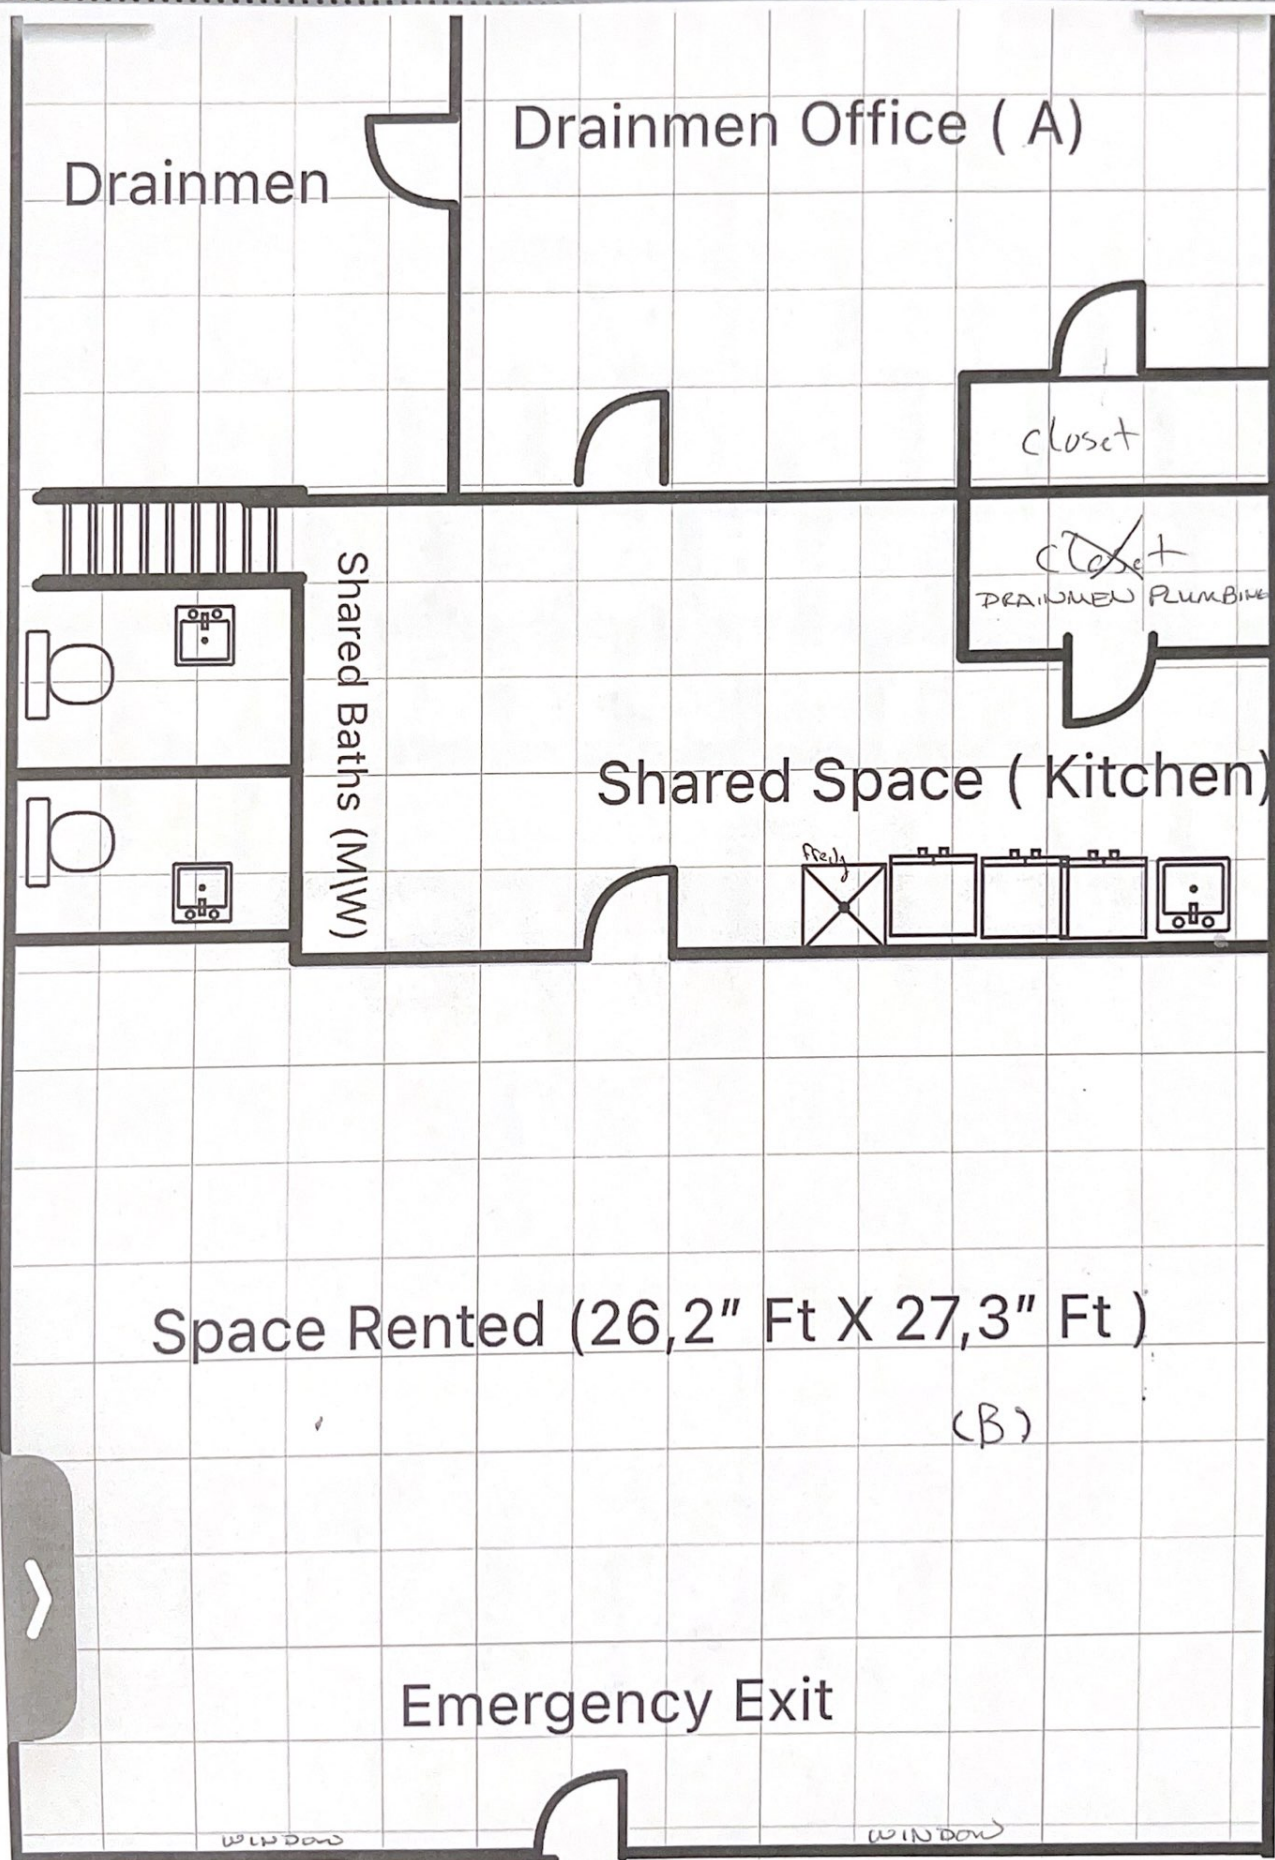 Drainmen Office ( A)
Drainmen
closet
closet
DRAINMEN PLUMBING
Shared Baths (M\W)
Shared Space ( Kitchen)
Space Rented (26,2" Ft X 27,3" Ft )
(B)
Emergency Exit
WINDOW
WINDOW